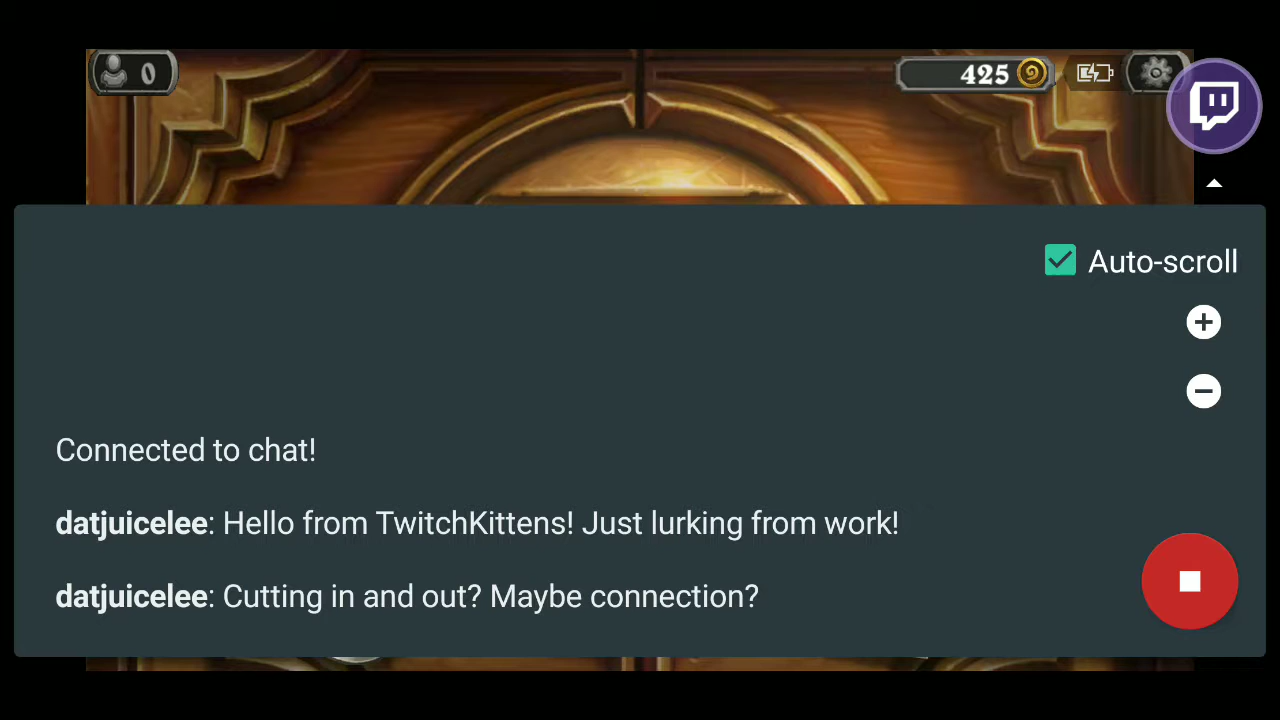 0
425
Auto-scroll
Connected to chat!
datjuicelee: Hello from TwitchKittens! Just lurking from work!
datjuicelee: Cutting in and out? Maybe connection?